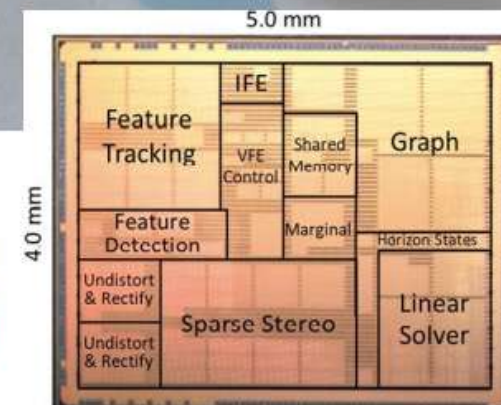 5.0 mm
4.0 mm
Feature
Tracking
IFE
VFE
Control
Shared
Memory
Graph
Feature
Detection
Marginal
Horizon States
Undistort
& Rectify
Sparse Stereo
Linear
Solver
Undistort
& Rectify